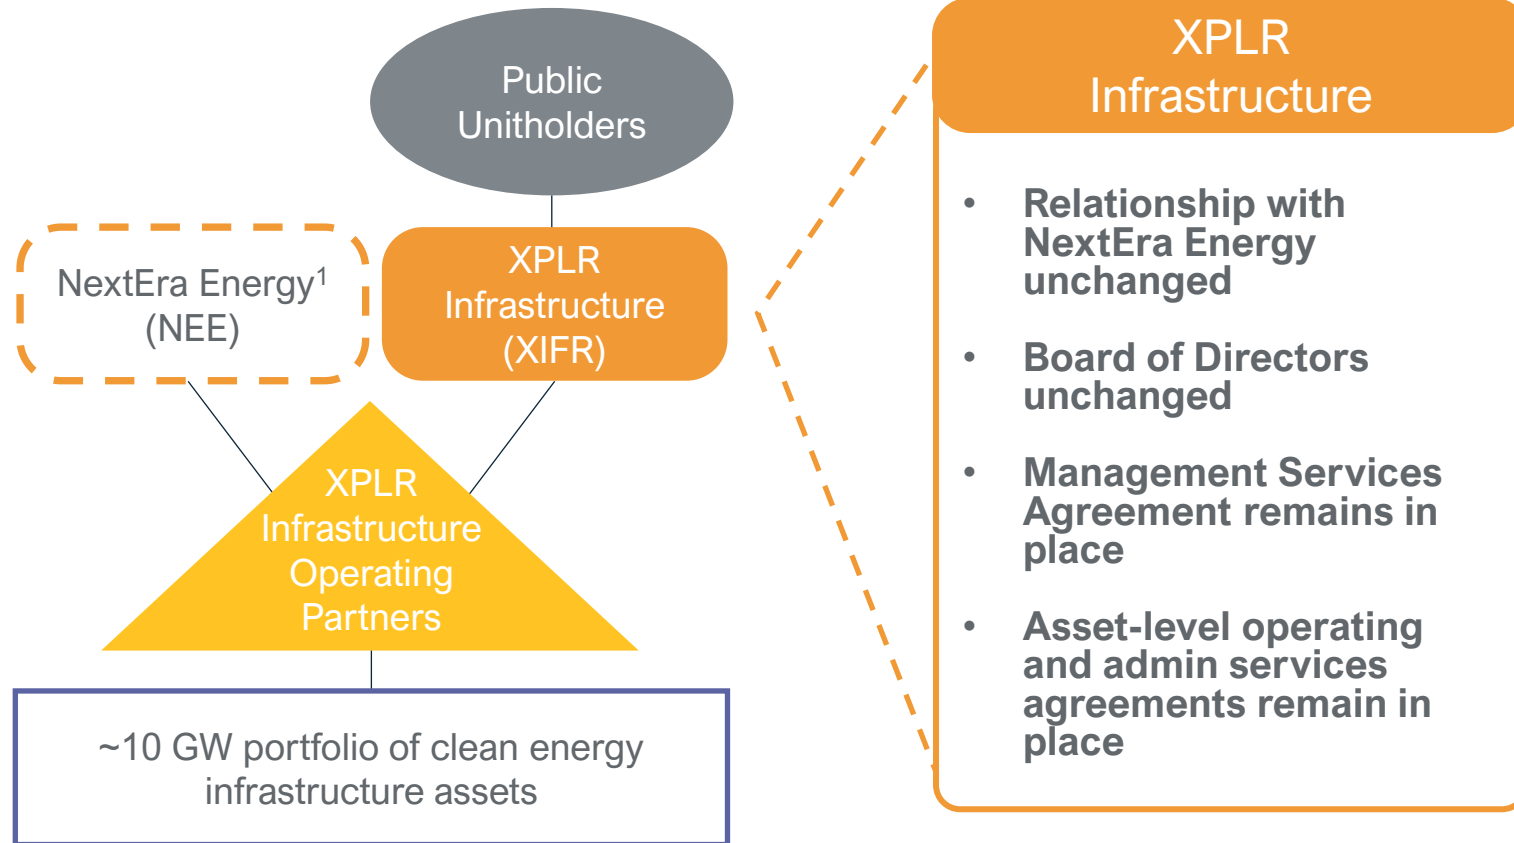 Public
Unitholders
NextEra Energy¹
(NEE)
XPLR
Infrastructure
(XIFR)
XPLR
Infrastructure
Operating
Partners
~10 GW portfolio of clean energy
infrastructure assets
XPLR
Infrastructure
• Relationship with
NextEra Energy
unchanged
• Board of Directors
unchanged
• Management Services
Agreement remains in
place
• Asset-level operating
and admin services
agreements remain in
place